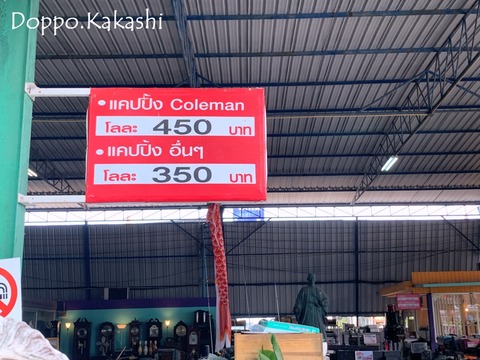 Doppo.Kakashi
• แคปปิ้ง Coleman
โลละ 450 บาท
• แคปปิ้ง อื่นๆ
โลละ 350 บาท